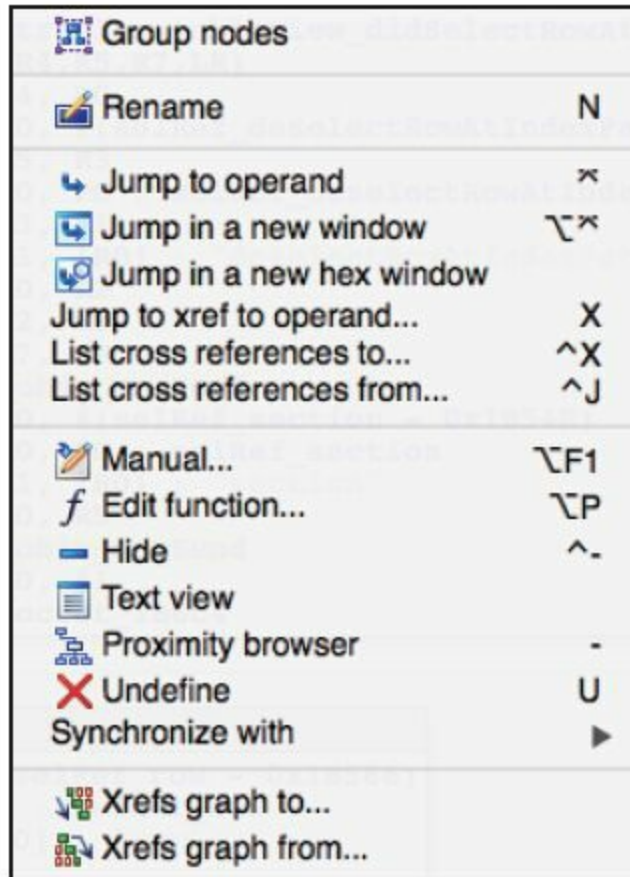 Group nodes
Rename N
Jump to operand ⌅
Jump in a new window ⌥⌅
Jump in a new hex window
Jump to xref to operand... X
List cross references to... ^X
List cross references from... ^J
Manual... ⌥F1
Edit function... ⌥P
Hide ^-
Text view
Proximity browser -
Undefine U
Synchronize with ▶
Xrefs graph to...
Xrefs graph from...